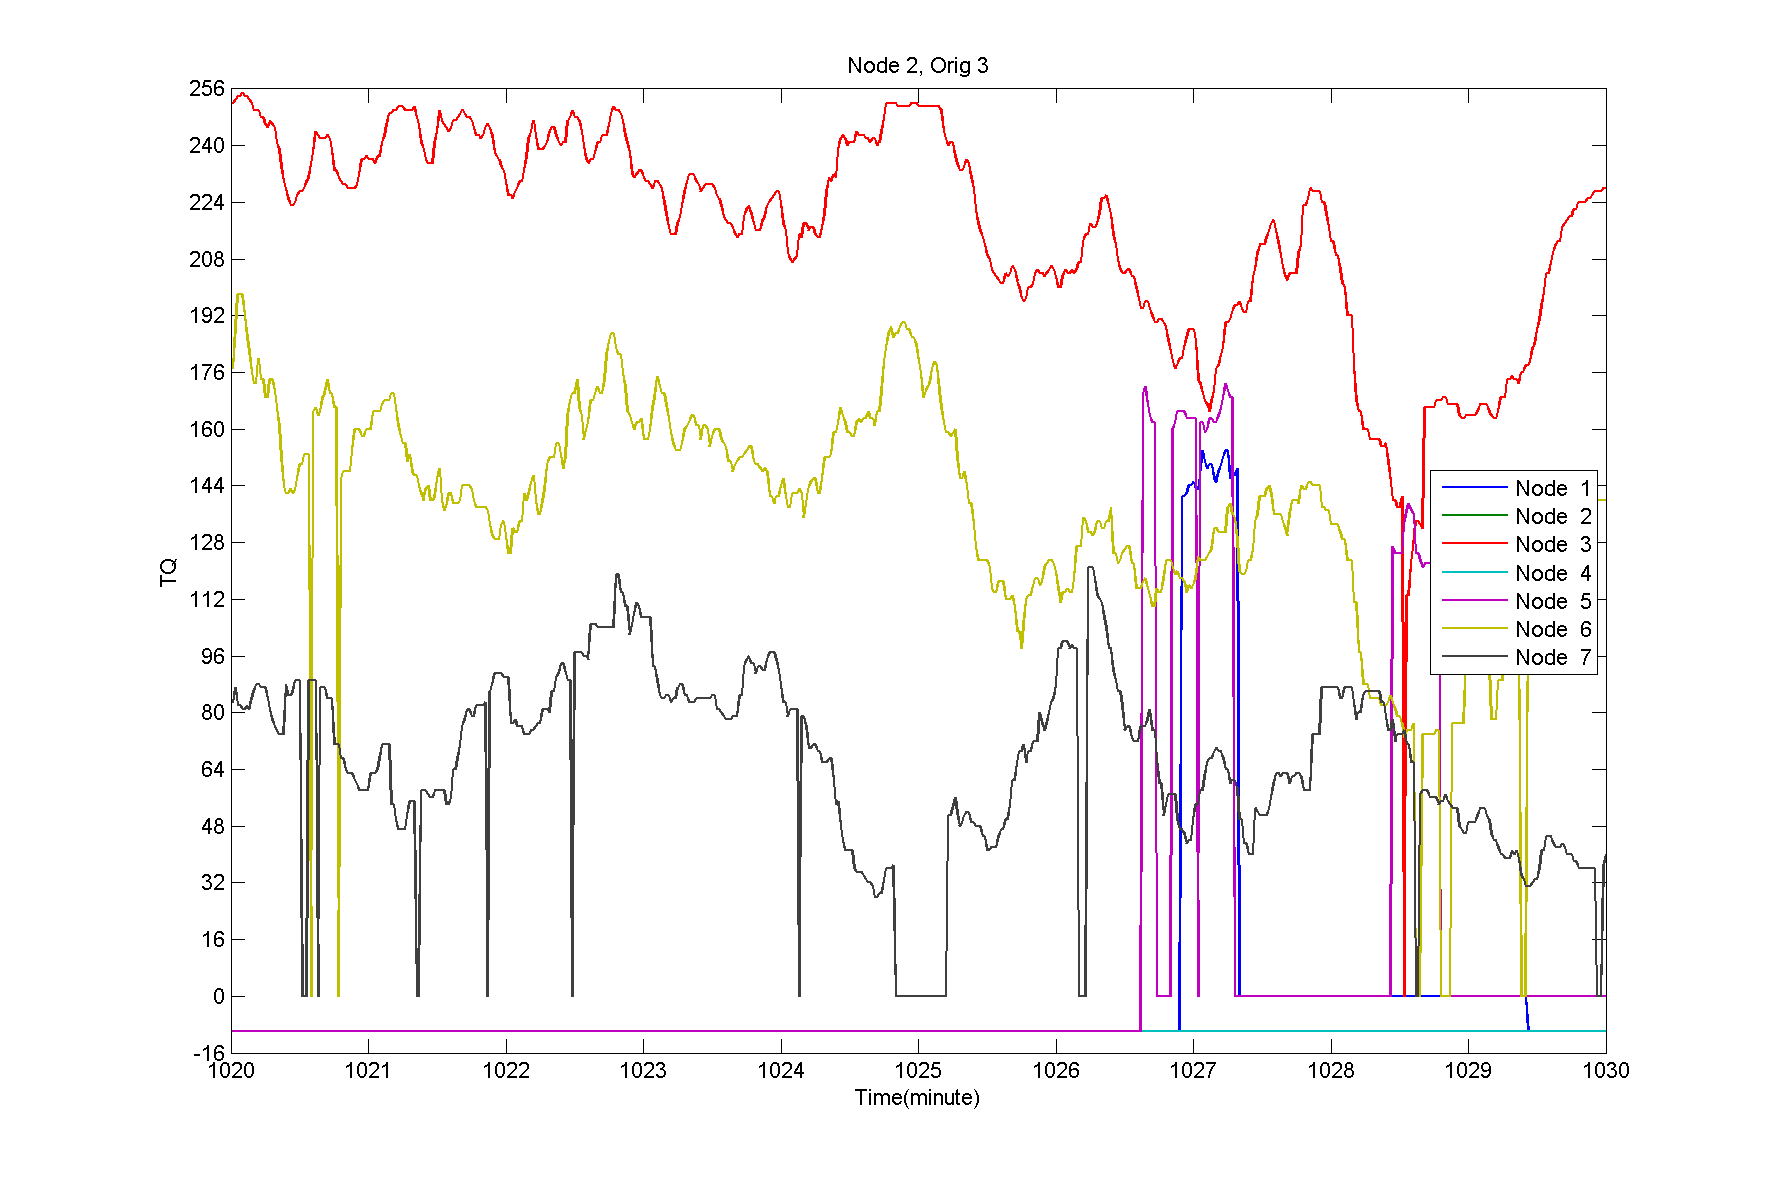 Node 2, Orig 3
256
240
224
208
192
176
160
144
128
112
96
80
64
48
32
16
0
-16
TQ
1020 1021 1022 1023 1024 1025 1026 1027 1028 1029 1030
Time(minute)
Node 1
Node 2
Node 3
Node 4
Node 5
Node 6
Node 7